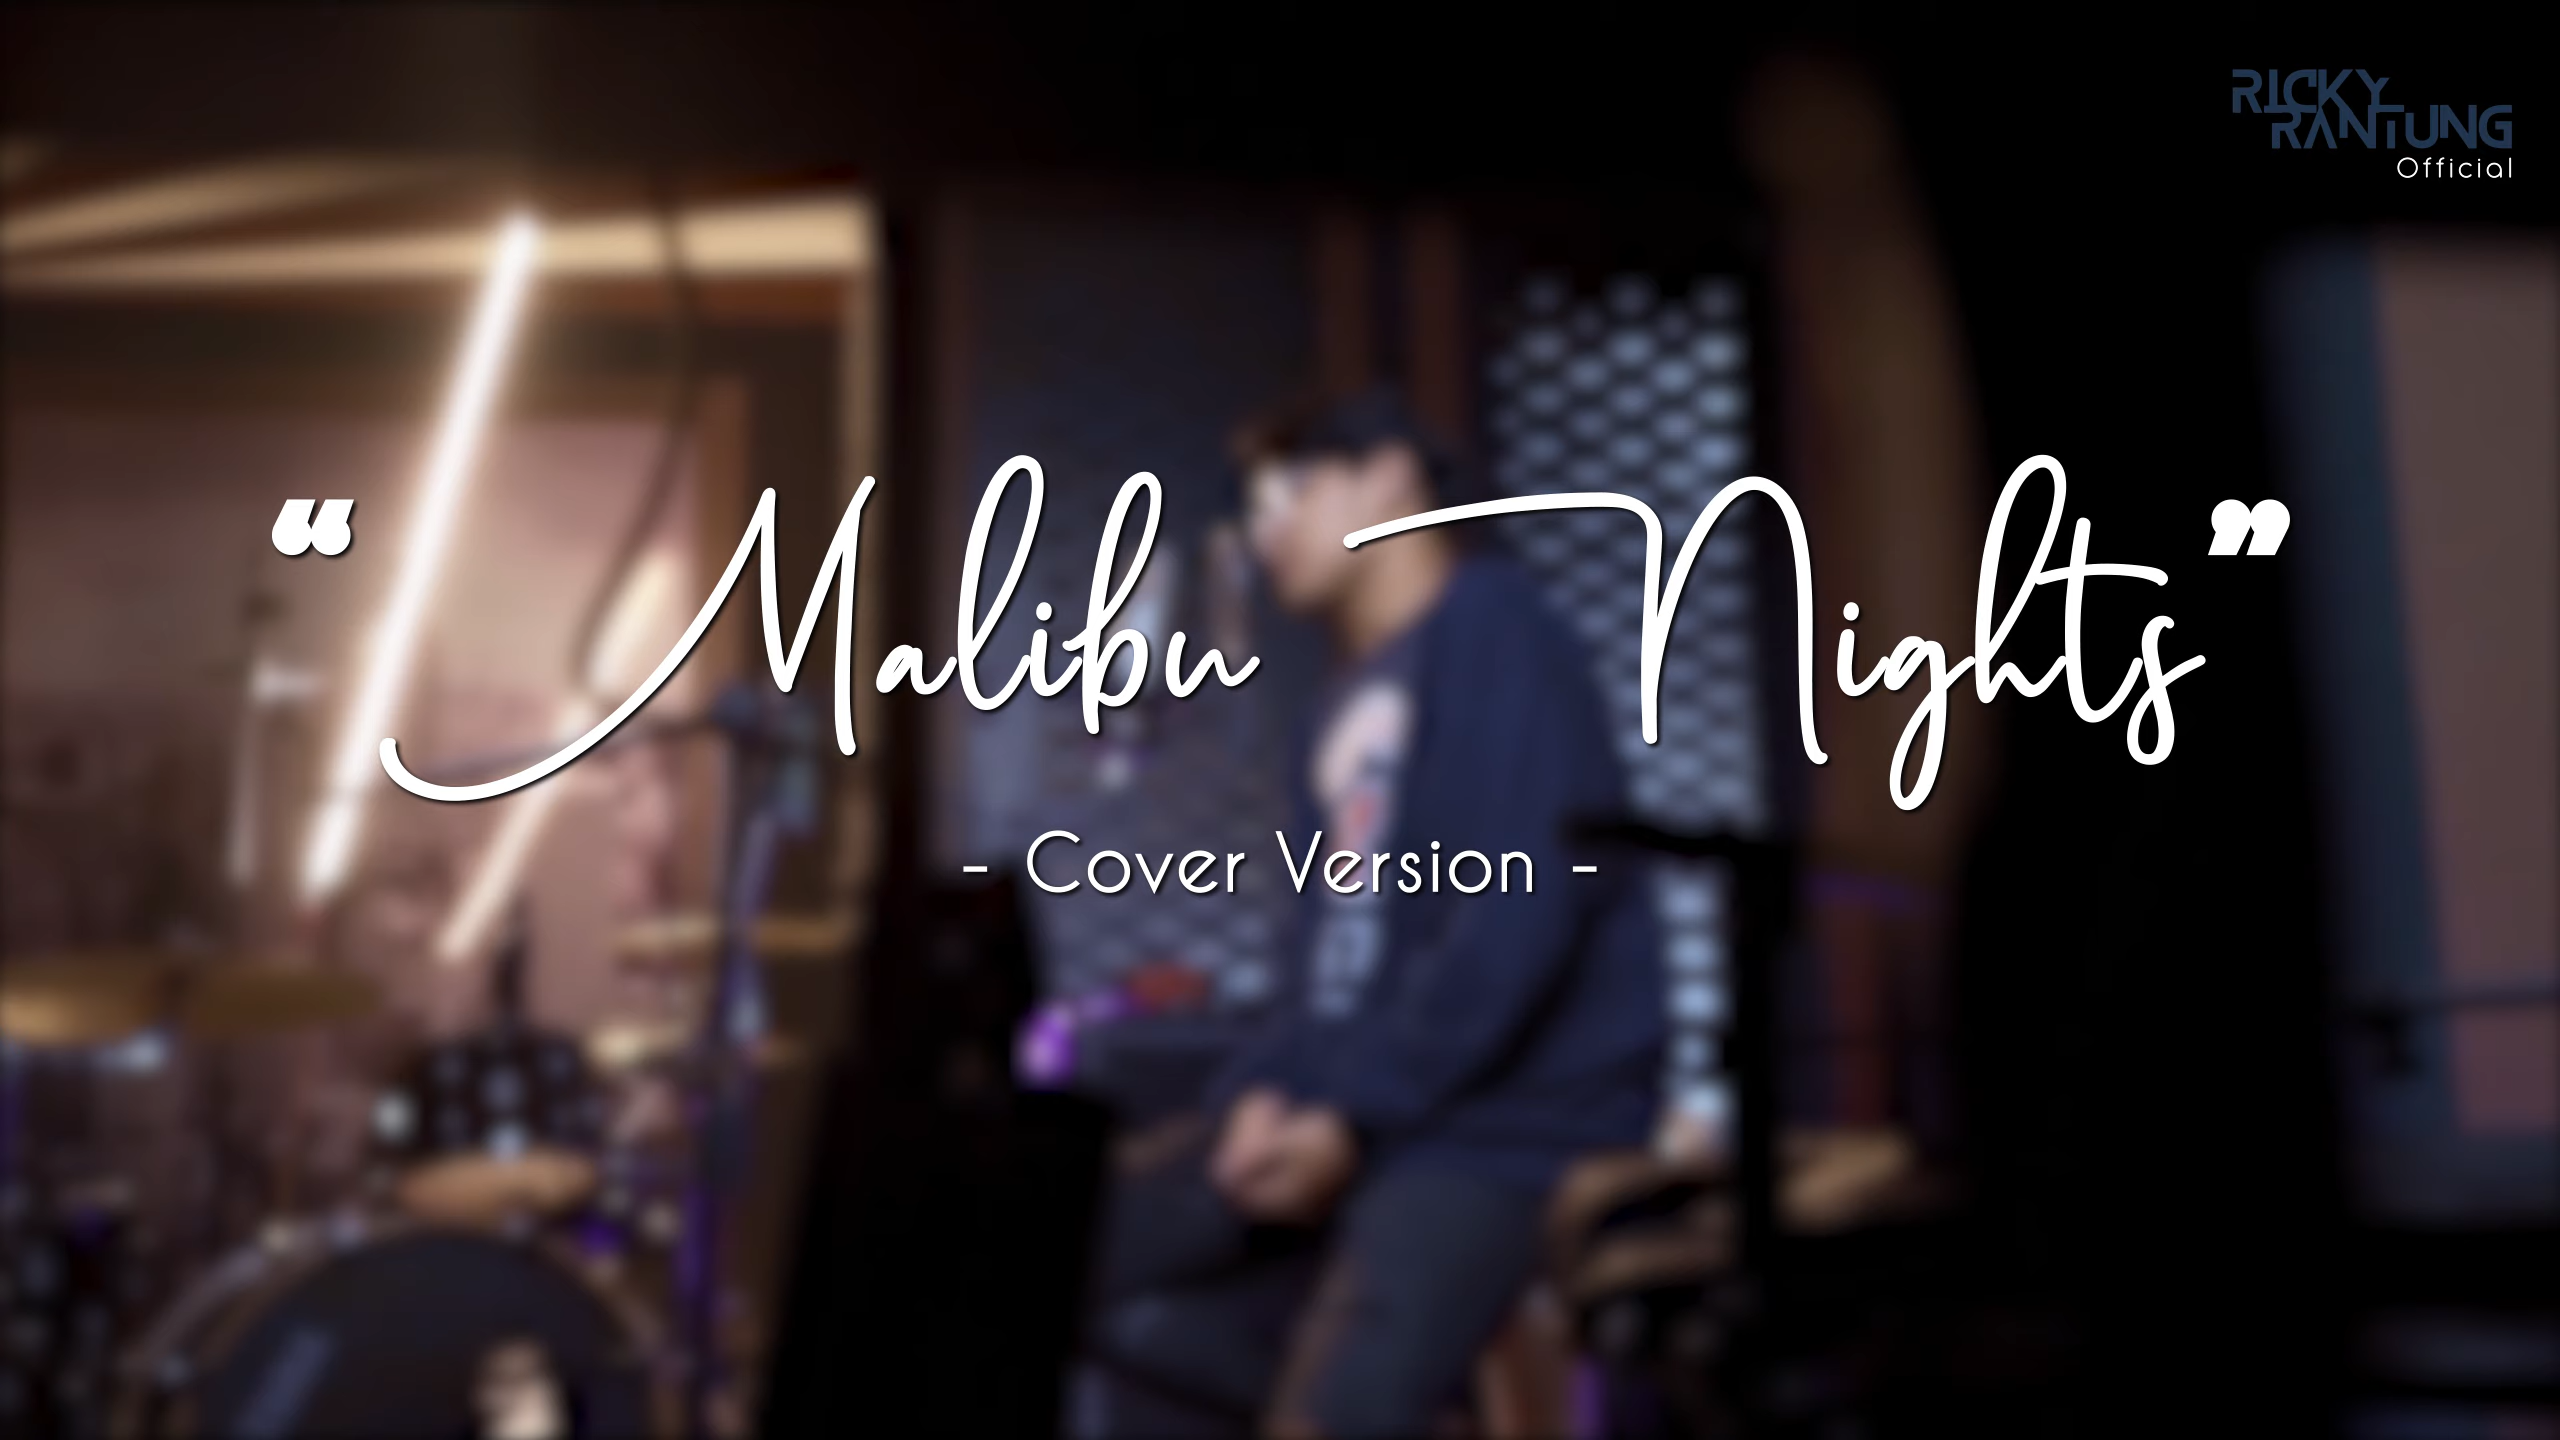 RICKY
RANTUNG
Official
“Malibu Nights”
- Cover Version -